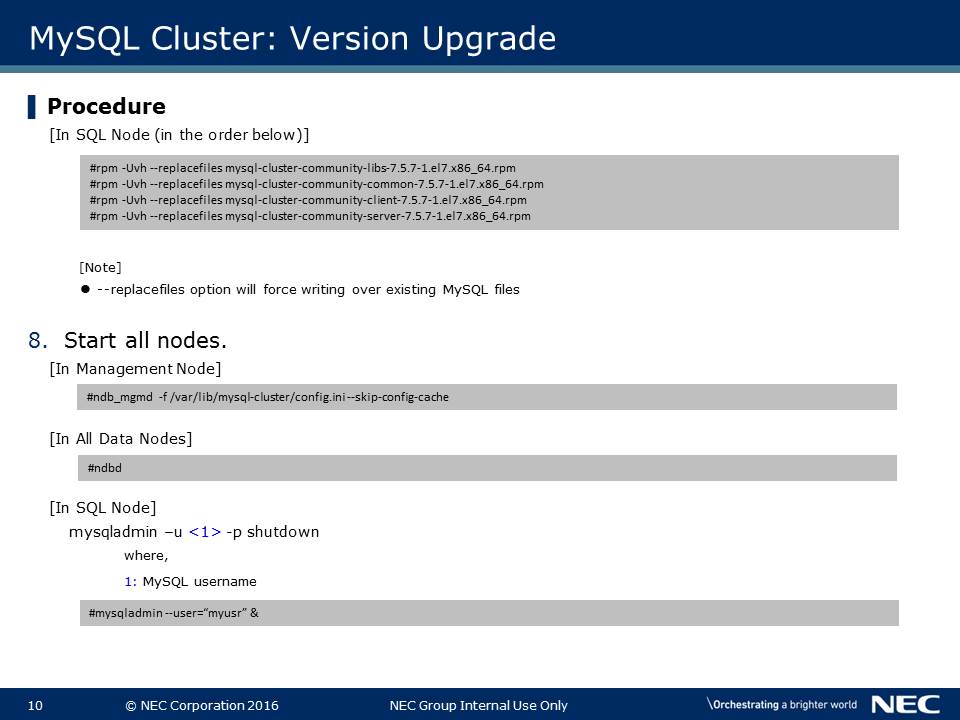 MySQL Cluster: Version Upgrade
Procedure
[In SQL Node (in the order below)]
#rpm -Uvh --replacefiles mysql-cluster-community-libs-7.5.7-1.el7.x86_64.rpm
#rpm -Uvh --replacefiles mysql-cluster-community-common-7.5.7-1.el7.x86_64.rpm
#rpm -Uvh --replacefiles mysql-cluster-community-client-7.5.7-1.el7.x86_64.rpm
#rpm -Uvh --replacefiles mysql-cluster-community-server-7.5.7-1.el7.x86_64.rpm
[Note]
● --replacefiles option will force writing over existing MySQL files
8. Start all nodes.
[In Management Node]
#ndb_mgmd -f /var/lib/mysql-cluster/config.ini --skip-config-cache
[In All Data Nodes]
#ndbd
[In SQL Node]
mysqladmin –u <1> -p shutdown
where,
1: MySQL username
#mysqladmin --user=“myusr” &
10 © NEC Corporation 2016 NEC Group Internal Use Only \Orchestrating a brighter world NEC